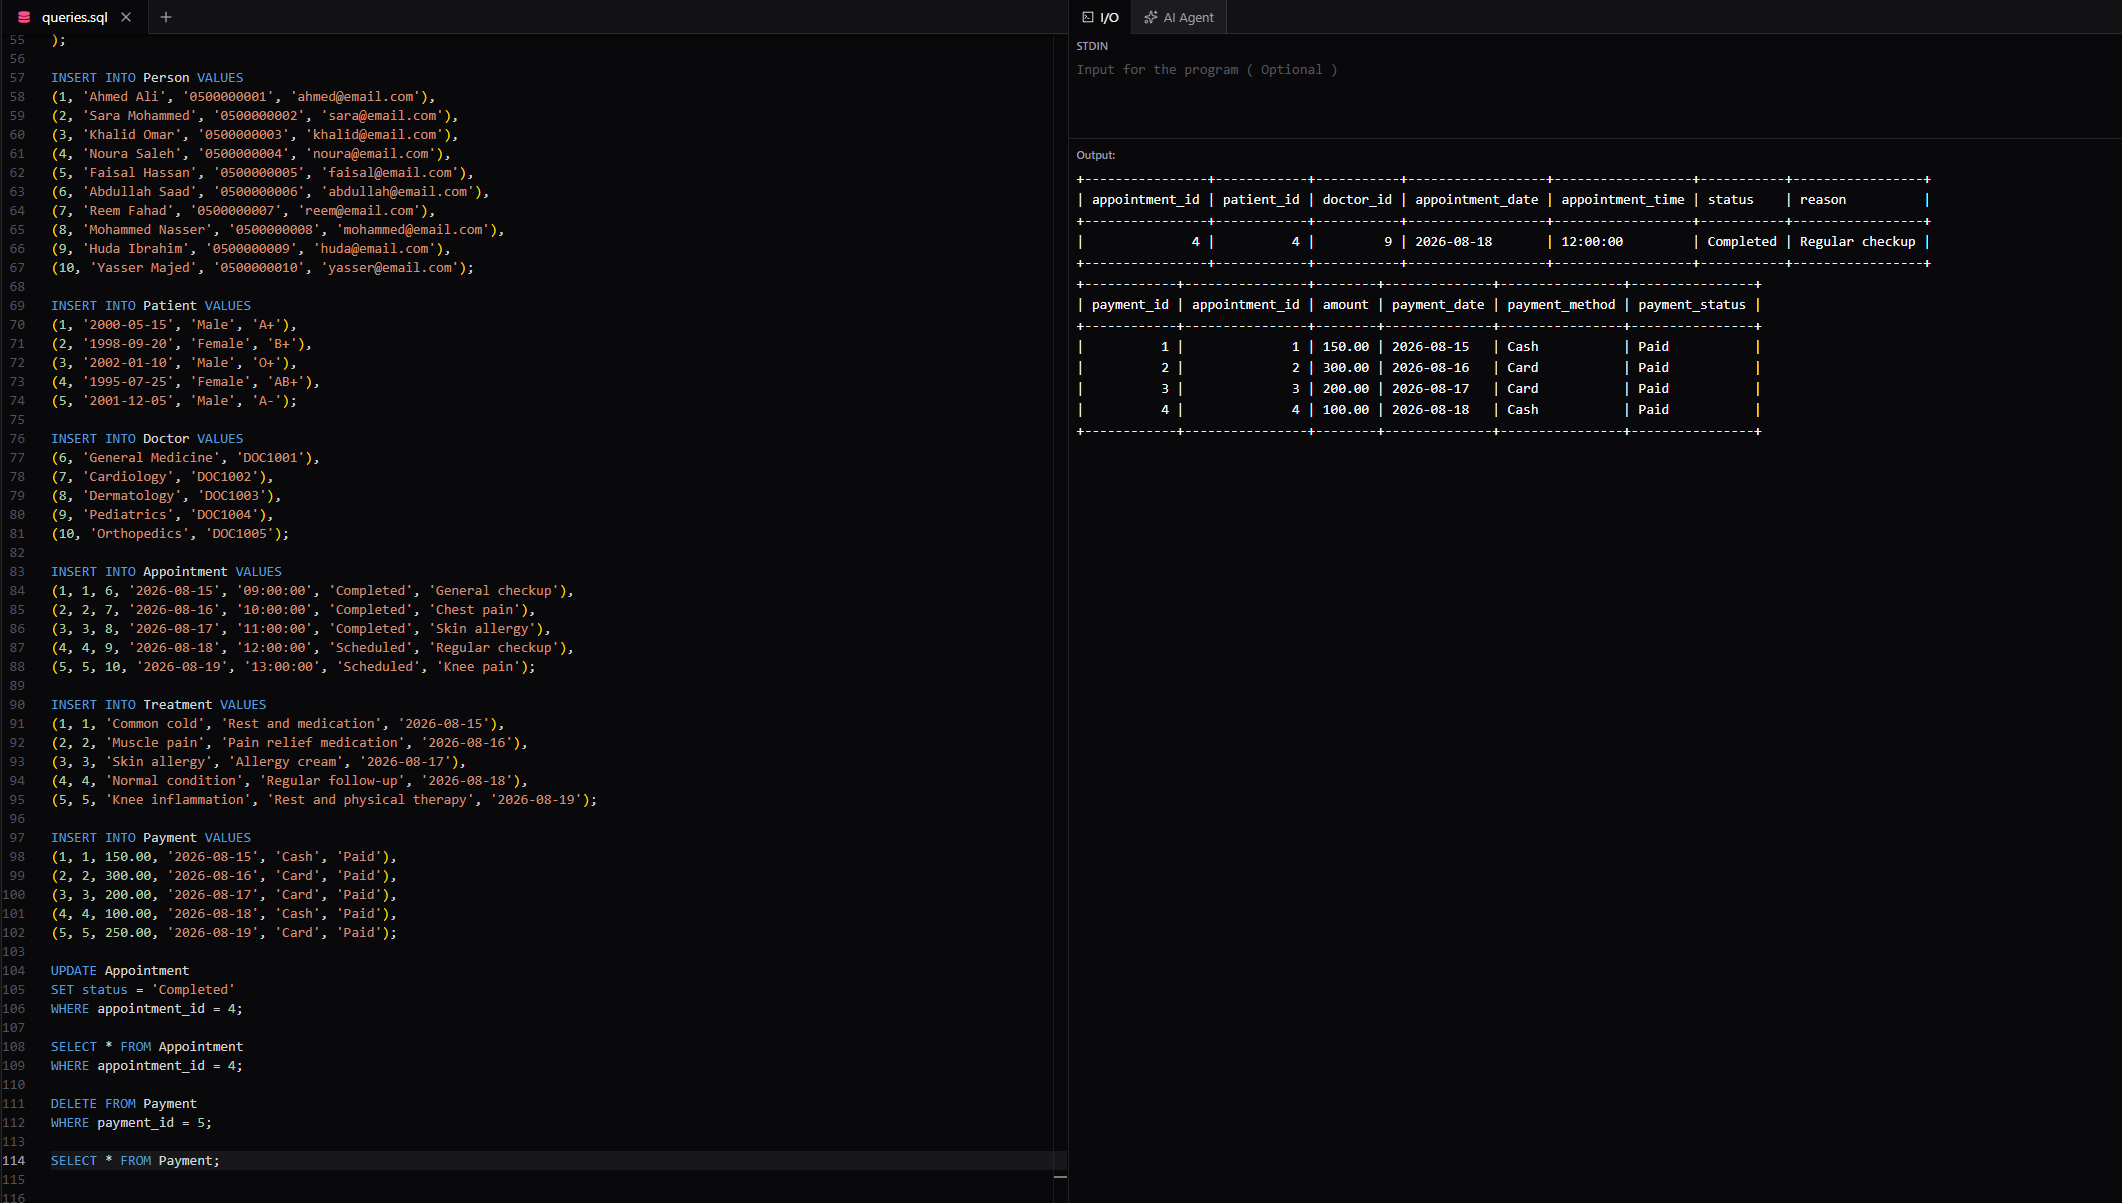 queries.sql
55 );
56
57 INSERT INTO Person VALUES
58 (1, 'Ahmed Ali', '0500000001', 'ahmed@email.com'),
59 (2, 'Sara Mohammed', '0500000002', 'sara@email.com'),
60 (3, 'Khalid Omar', '0500000003', 'khalid@email.com'),
61 (4, 'Noura Saleh', '0500000004', 'noura@email.com'),
62 (5, 'Faisal Hassan', '0500000005', 'faisal@email.com'),
63 (6, 'Abdullah Saad', '0500000006', 'abdullah@email.com'),
64 (7, 'Reem Fahad', '0500000007', 'reem@email.com'),
65 (8, 'Mohammed Nasser', '0500000008', 'mohammed@email.com'),
66 (9, 'Huda Ibrahim', '0500000009', 'huda@email.com'),
67 (10, 'Yasser Majed', '0500000010', 'yasser@email.com');
68
69 INSERT INTO Patient VALUES
70 (1, '2000-05-15', 'Male', 'A+'),
71 (2, '1998-09-20', 'Female', 'B+'),
72 (3, '2002-01-10', 'Male', 'O+'),
73 (4, '1995-07-25', 'Female', 'AB+'),
74 (5, '2001-12-05', 'Male', 'A-');
75
76 INSERT INTO Doctor VALUES
77 (6, 'General Medicine', 'DOC1001'),
78 (7, 'Cardiology', 'DOC1002'),
79 (8, 'Dermatology', 'DOC1003'),
80 (9, 'Pediatrics', 'DOC1004'),
81 (10, 'Orthopedics', 'DOC1005');
82
83 INSERT INTO Appointment VALUES
84 (1, 1, 6, '2026-08-15', '09:00:00', 'Completed', 'General checkup'),
85 (2, 2, 7, '2026-08-16', '10:00:00', 'Completed', 'Chest pain'),
86 (3, 3, 8, '2026-08-17', '11:00:00', 'Completed', 'Skin allergy'),
87 (4, 4, 9, '2026-08-18', '12:00:00', 'Scheduled', 'Regular checkup'),
88 (5, 5, 10, '2026-08-19', '13:00:00', 'Scheduled', 'Knee pain');
89
90 INSERT INTO Treatment VALUES
91 (1, 1, 'Common cold', 'Rest and medication', '2026-08-15'),
92 (2, 2, 'Muscle pain', 'Pain relief medication', '2026-08-16'),
93 (3, 3, 'Skin allergy', 'Allergy cream', '2026-08-17'),
94 (4, 4, 'Normal condition', 'Regular follow-up', '2026-08-18'),
95 (5, 5, 'Knee inflammation', 'Rest and physical therapy', '2026-08-19');
96
97 INSERT INTO Payment VALUES
98 (1, 1, 150.00, '2026-08-15', 'Cash', 'Paid'),
99 (2, 2, 300.00, '2026-08-16', 'Card', 'Paid'),
100 (3, 3, 200.00, '2026-08-17', 'Card', 'Paid'),
101 (4, 4, 100.00, '2026-08-18', 'Cash', 'Paid'),
102 (5, 5, 250.00, '2026-08-19', 'Card', 'Paid');
103
104 UPDATE Appointment
105 SET status = 'Completed'
106 WHERE appointment_id = 4;
107
108 SELECT * FROM Appointment
109 WHERE appointment_id = 4;
110
111 DELETE FROM Payment
112 WHERE payment_id = 5;
113
114 SELECT * FROM Payment;
115
116
I/O AI Agent
STDIN
Input for the program ( Optional )
Output:
+----------------+------------+-----------+------------------+------------------+-----------+-----------------+
| appointment_id | patient_id | doctor_id | appointment_date | appointment_time | status    | reason          |
+----------------+------------+-----------+------------------+------------------+-----------+-----------------+
|              4 |          4 |         9 | 2026-08-18       | 12:00:00         | Completed | Regular checkup |
+----------------+------------+-----------+------------------+------------------+-----------+-----------------+
+------------+----------------+--------+--------------+----------------+----------------+
| payment_id | appointment_id | amount | payment_date | payment_method | payment_status |
+------------+----------------+--------+--------------+----------------+----------------+
|          1 |              1 | 150.00 | 2026-08-15   | Cash           | Paid           |
|          2 |              2 | 300.00 | 2026-08-16   | Card           | Paid           |
|          3 |              3 | 200.00 | 2026-08-17   | Card           | Paid           |
|          4 |              4 | 100.00 | 2026-08-18   | Cash           | Paid           |
+------------+----------------+--------+--------------+----------------+----------------+